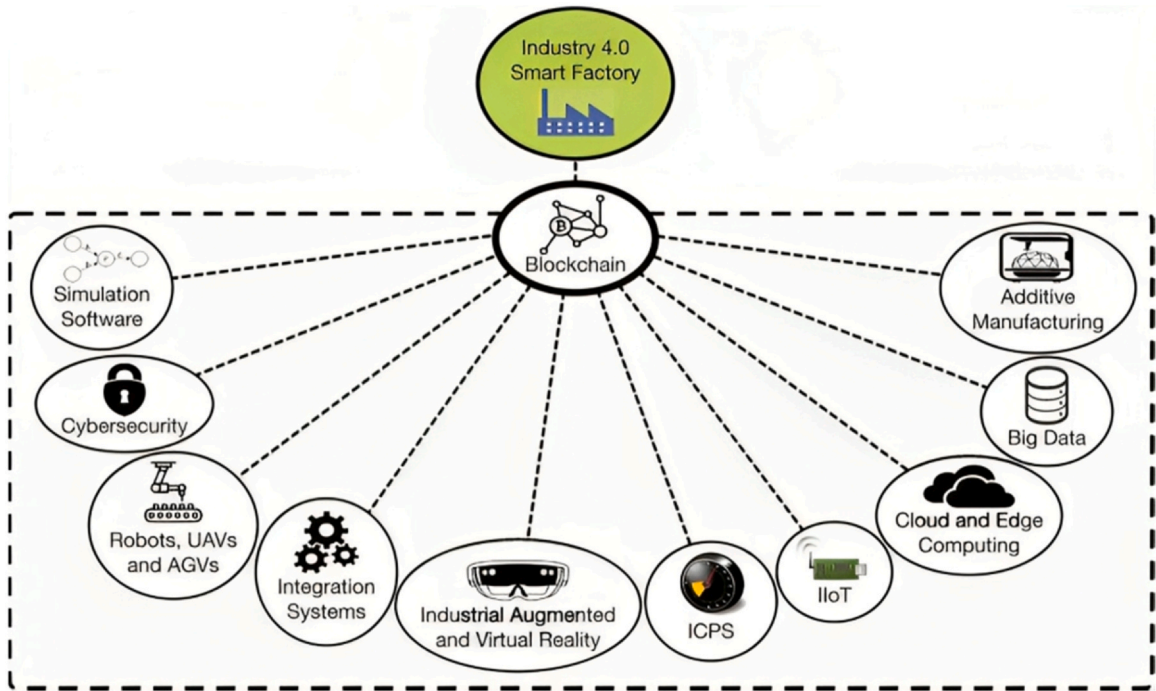 Industry 4.0
Smart Factory
B
Blockchain
Simulation
Software
Cybersecurity
Robots, UAVs
and AGVs
Integration
Systems
Industrial Augmented
and Virtual Reality
ICPS
IIoT
Cloud and Edge
Computing
Big Data
Additive
Manufacturing